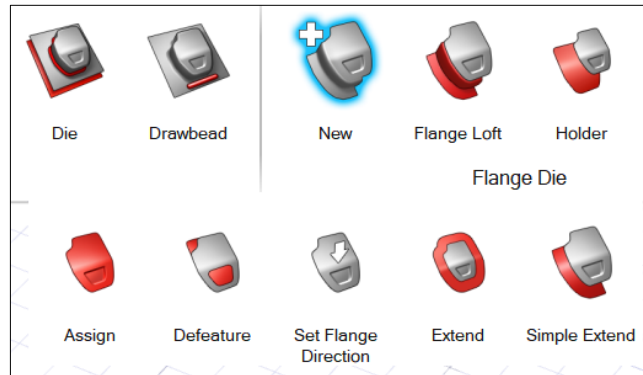 Die
Drawbead
New
Flange Loft
Holder
Flange Die
Assign
Defeature
Set Flange
Direction
Extend
Simple Extend